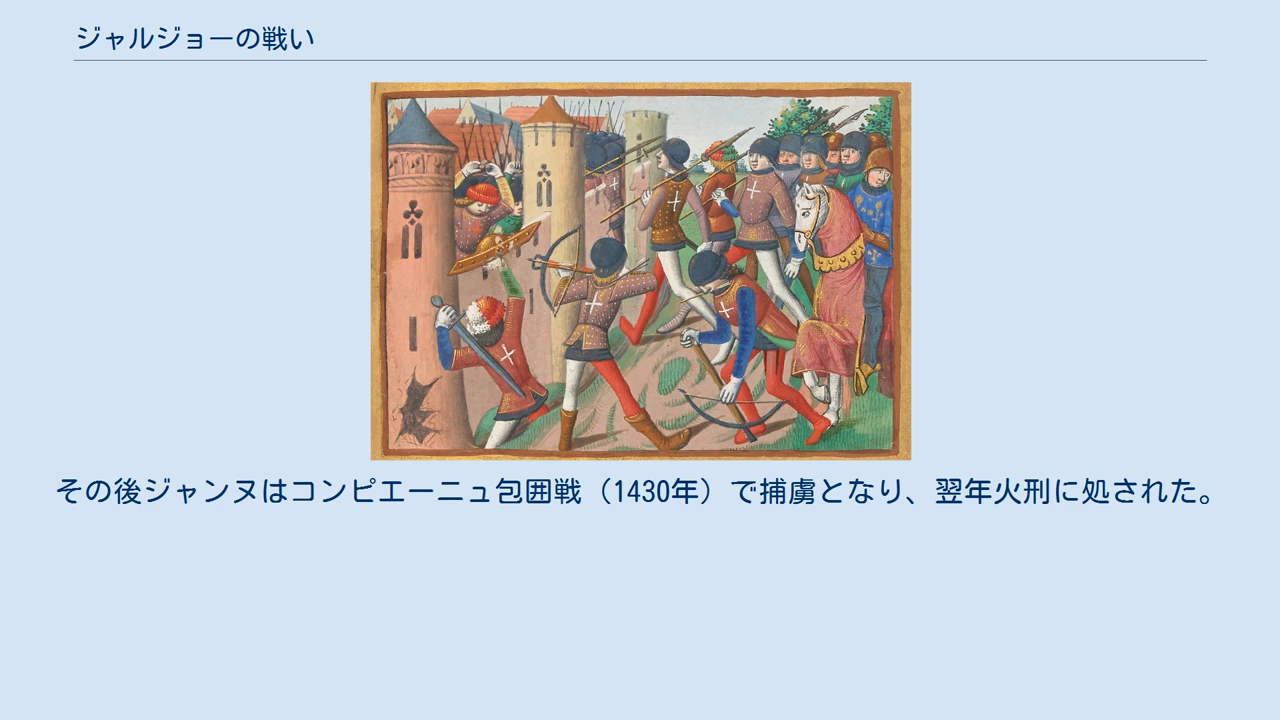 ジャルジョーの戦い
その後ジャンヌはコンピエーニュ包囲戦（1430年）で捕虜となり、翌年火刑に処された。